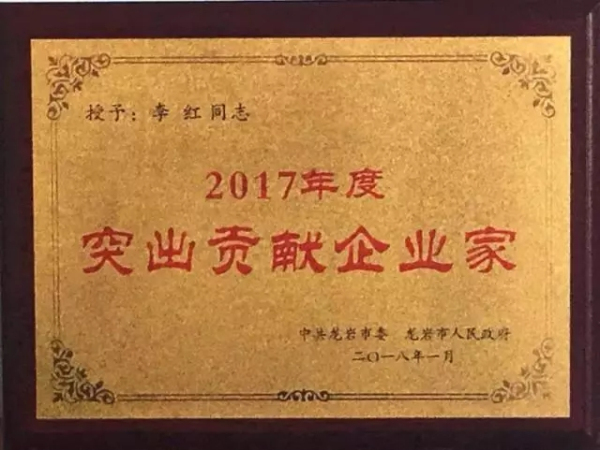 授予：李 红 同志
2017年度
突出贡献企业家
中共龙岩市委 龙岩市人民政府
二〇一八年一月